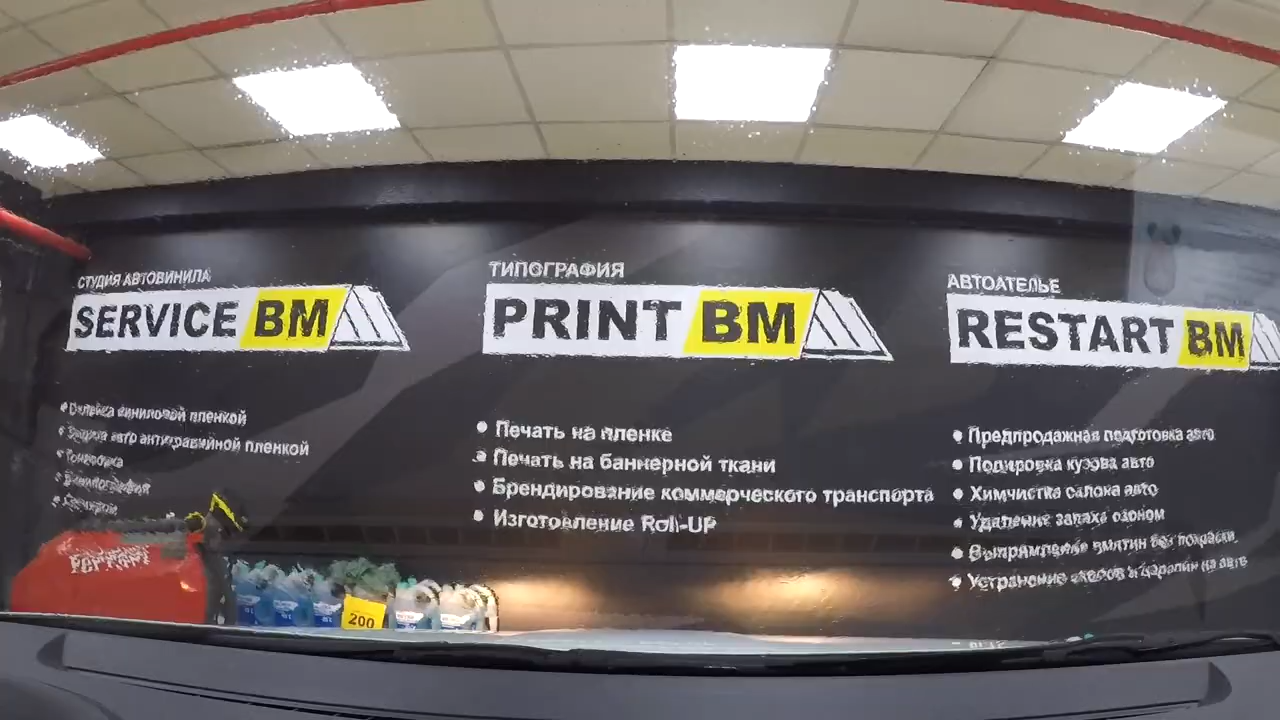 СТУДИЯ АВТОВИНИЛА
SERVICE BM
виниловой пленкой
авто антигравийной пленкой
ТИПОГРАФИЯ
PRINT BM
• Печать на пленке
• Печать на баннерной ткани
• Брендирование коммерческого транспорта
• Изготовление Roll-UP
АВТОАТЕЛЬЕ
RESTART BM
• Предпродажная подготовка авто
• Полировка кузова авто
• Химчистка салона авто
• Удаление запаха озоном
• Выпрямление вмятин без покраски
• Устранение сколов и царапин на авто
200